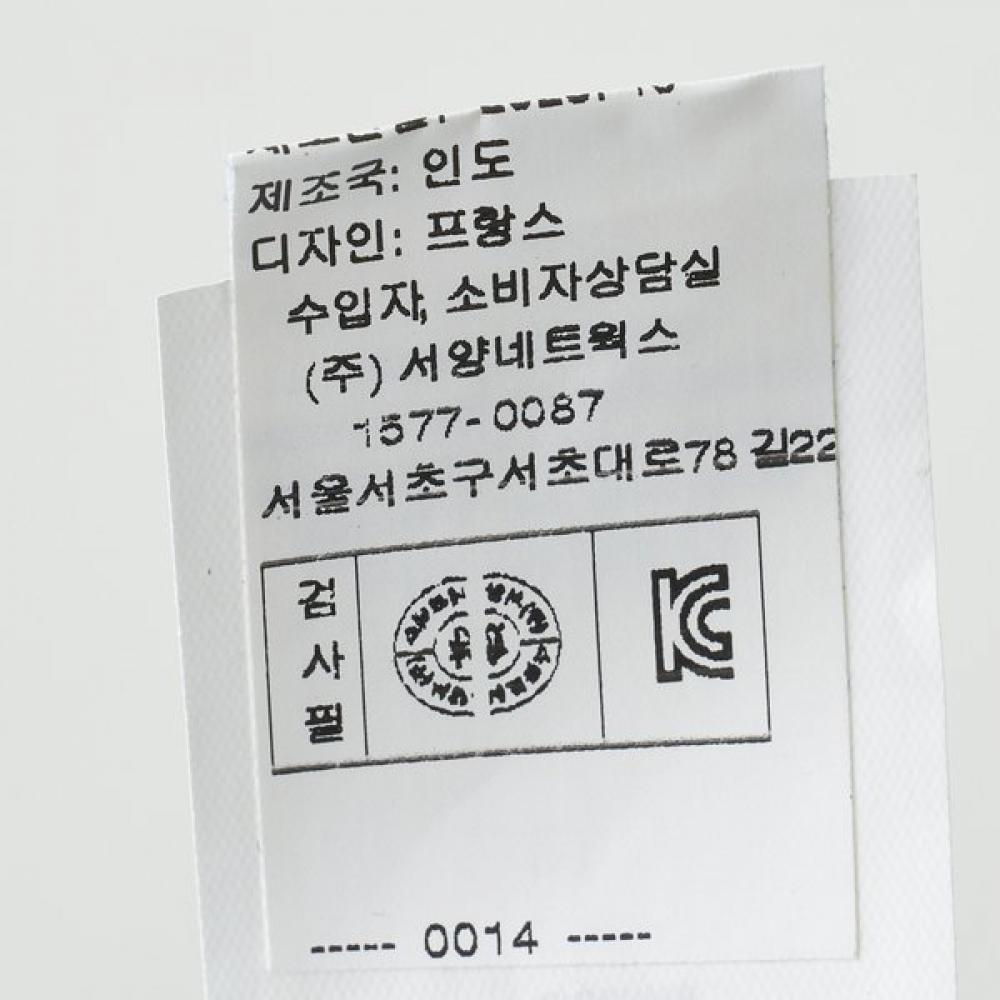 제조국: 인도
디자인: 프랑스
수입자, 소비자상담실
(주) 서양네트웍스
1577-0087
서울서초구서초대로78 길22
검사필
KC
----- 0014 -----